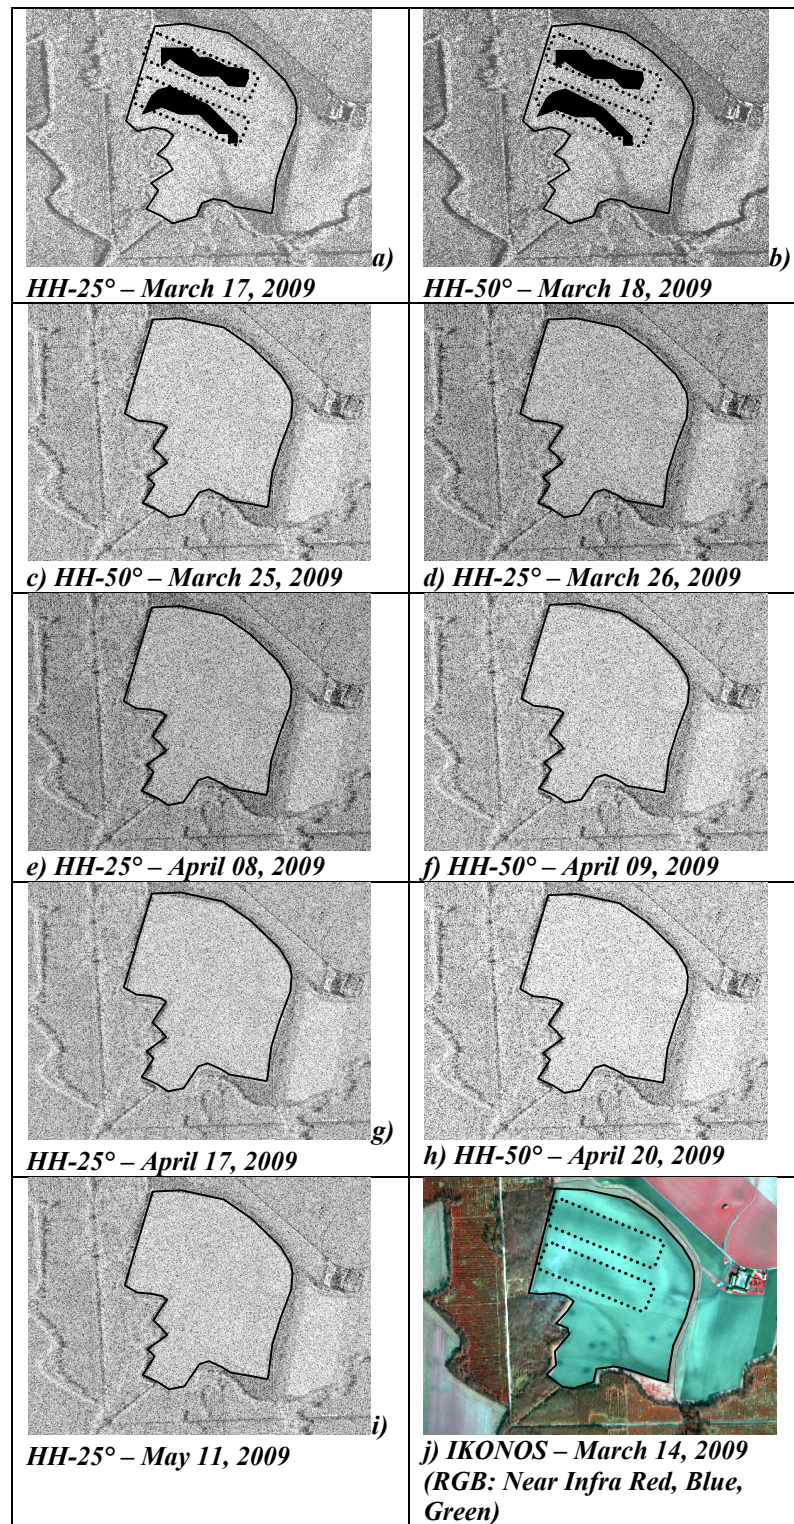 a)
HH-25° – March 17, 2009
b)
HH-50° – March 18, 2009
c) HH-50° – March 25, 2009
d) HH-25° – March 26, 2009
e) HH-25° – April 08, 2009
f) HH-50° – April 09, 2009
g)
HH-25° – April 17, 2009
h) HH-50° – April 20, 2009
i)
HH-25° – May 11, 2009
j) IKONOS – March 14, 2009
(RGB: Near Infra Red, Blue,
Green)